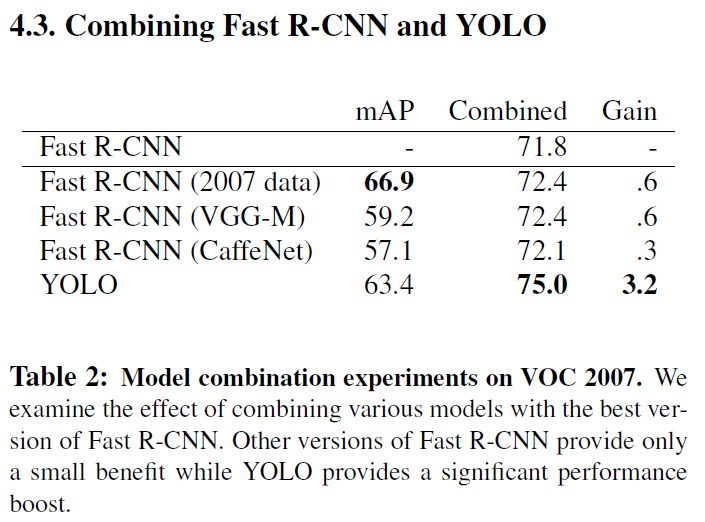 4.3. Combining Fast R-CNN and YOLO
mAP Combined Gain
Fast R-CNN - 71.8 -
Fast R-CNN (2007 data) 66.9 72.4 .6
Fast R-CNN (VGG-M) 59.2 72.4 .6
Fast R-CNN (CaffeNet) 57.1 72.1 .3
YOLO 63.4 75.0 3.2
Table 2: Model combination experiments on VOC 2007. We
examine the effect of combining various models with the best ver-
sion of Fast R-CNN. Other versions of Fast R-CNN provide only
a small benefit while YOLO provides a significant performance
boost.